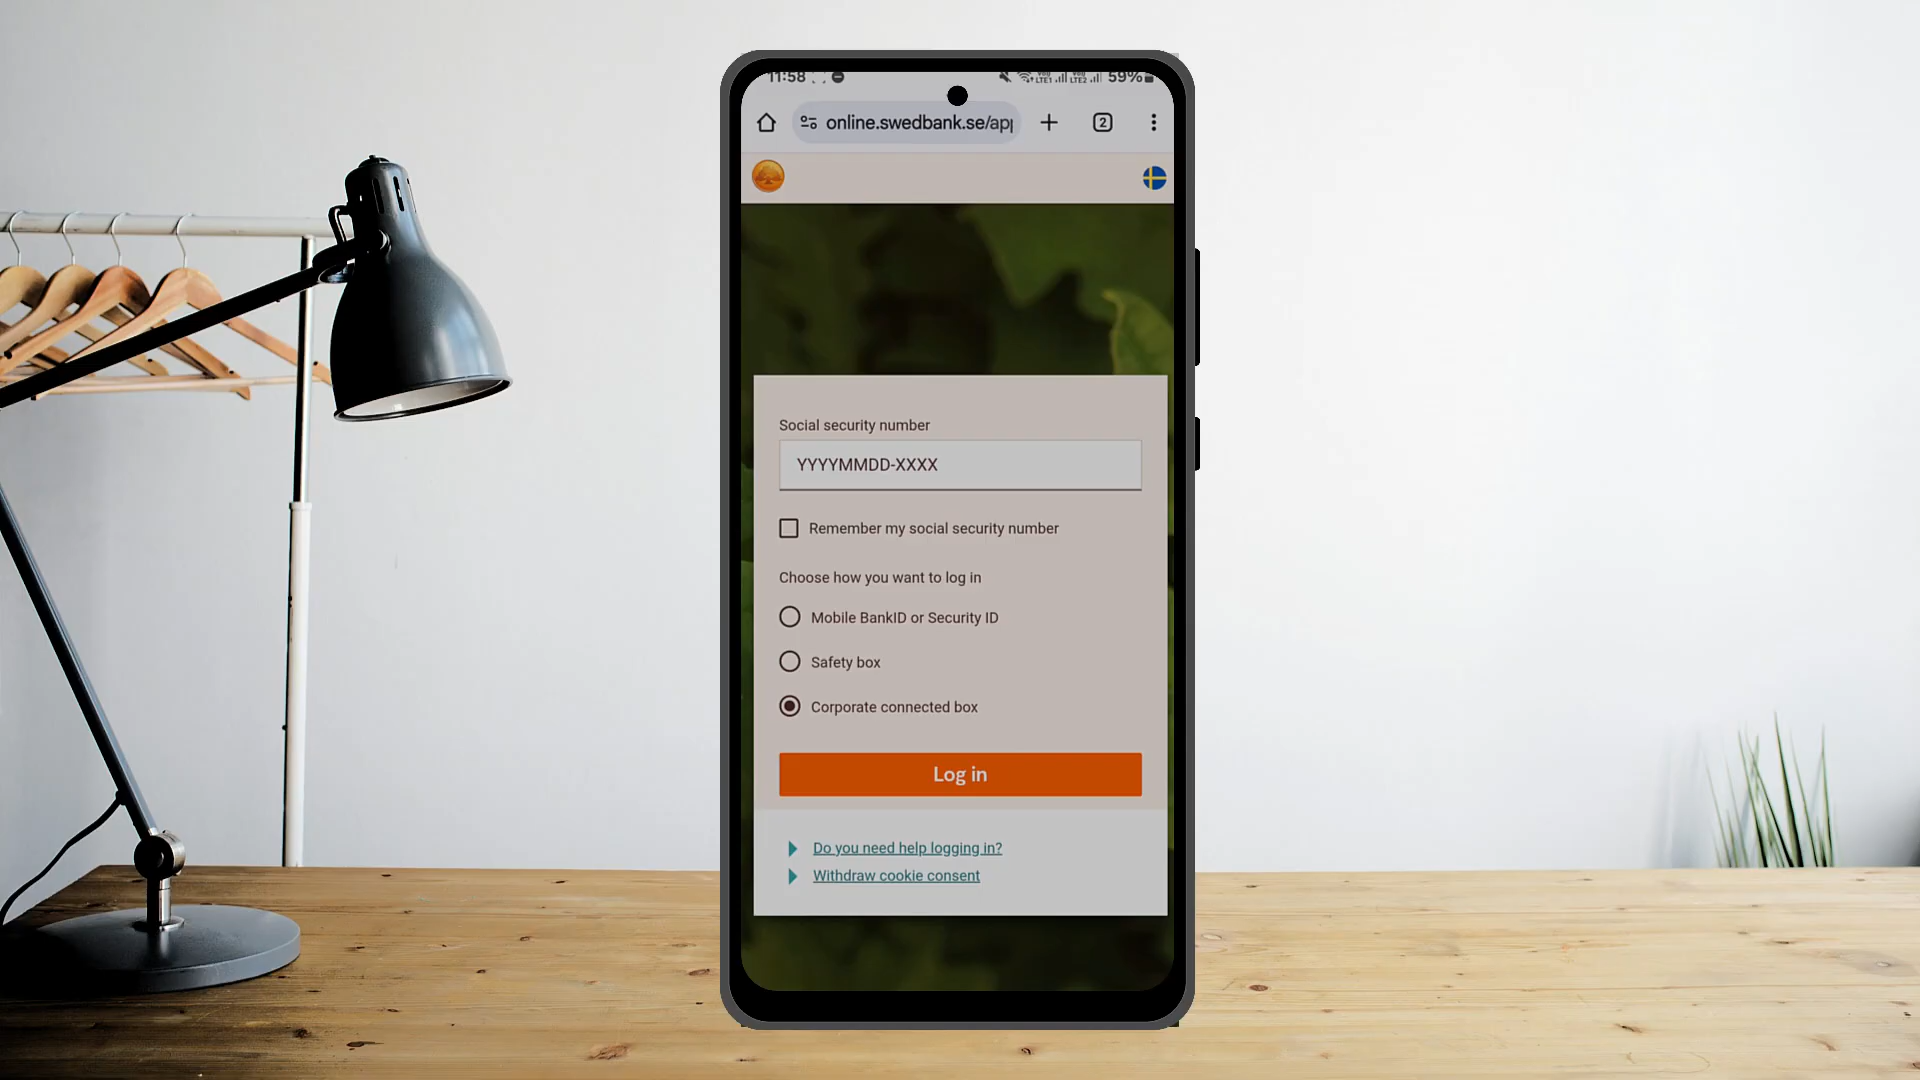 11:58 59%
online.swedbank.se/app
2
Social security number
YYYYMMDD-XXXX
Remember my social security number
Choose how you want to log in
Mobile BankID or Security ID
Safety box
Corporate connected box
Log in
Do you need help logging in?
Withdraw cookie consent